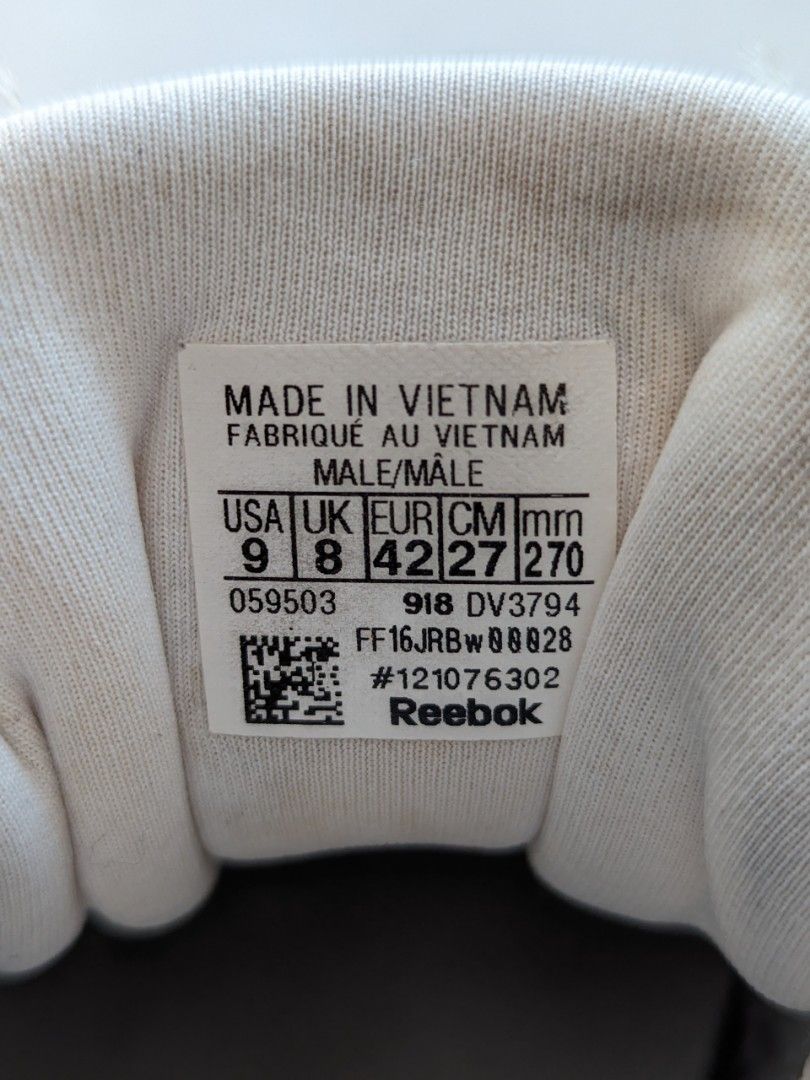 MADE IN VIETNAM
FABRIQUÉ AU VIETNAM
MALE/MÂLE
USA UK EUR CM mm
9 8 42 27 270
059503 918 DV3794
FF16JRBw00028
#121076302
Reebok